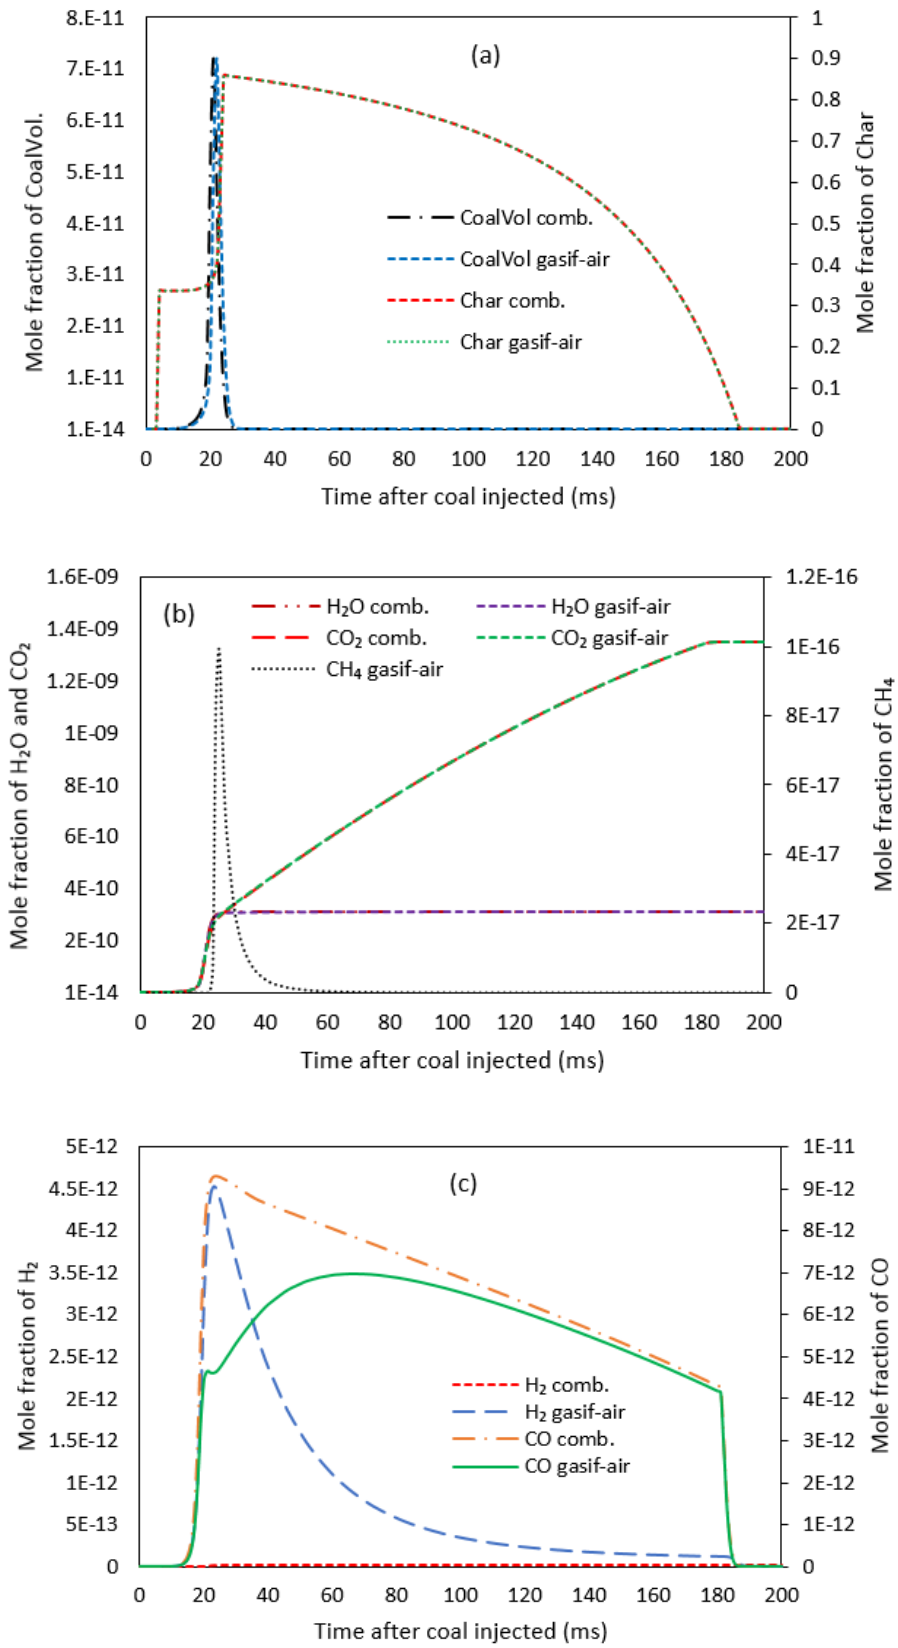 8.E-11
7.E-11
6.E-11
5.E-11
4.E-11
3.E-11
2.E-11
1.E-11
1.E-14
Mole fraction of CoalVol.
(a)
CoalVol comb.
CoalVol gasif-air
Char comb.
Char gasif-air
1
0.9
0.8
0.7
0.6
0.5
0.4
0.3
0.2
0.1
0
Mole fraction of Char
0 20 40 60 80 100 120 140 160 180 200
Time after coal injected (ms)
1.6E-09
1.4E-09
1.2E-09
1E-09
8E-10
6E-10
4E-10
2E-10
1E-14
Mole fraction of H₂O and CO₂
(b)
H₂O comb. H₂O gasif-air
CO₂ comb. CO₂ gasif-air
CH₄ gasif-air
1.2E-16
1E-16
8E-17
6E-17
4E-17
2E-17
0
Mole fraction of CH₄
0 20 40 60 80 100 120 140 160 180 200
Time after coal injected (ms)
5E-12
4.5E-12
4E-12
3.5E-12
3E-12
2.5E-12
2E-12
1.5E-12
1E-12
5E-13
0
Mole fraction of H₂
(c)
H₂ comb.
H₂ gasif-air
CO comb.
CO gasif-air
1E-11
9E-12
8E-12
7E-12
6E-12
5E-12
4E-12
3E-12
2E-12
1E-12
0
Mole fraction of CO
0 20 40 60 80 100 120 140 160 180 200
Time after coal injected (ms)